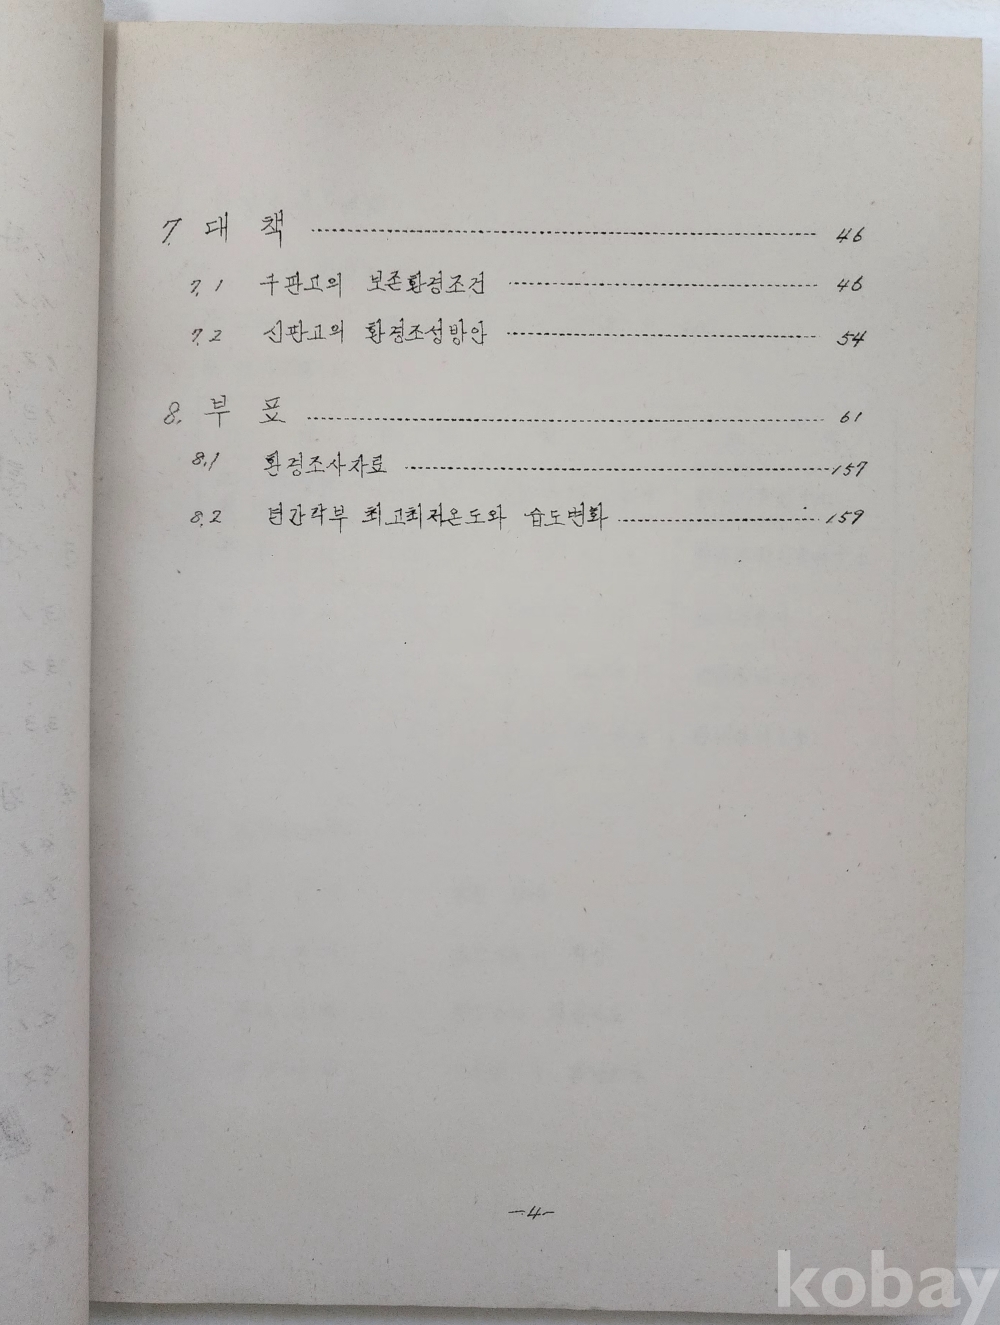 7. 대 책 ------------------------------ 46
7.1 구판고의 보존환경조건 ------------------------------ 46
7.2 신판고의 환경조성방안 ------------------------------ 54
8. 부 표 ------------------------------ 61
8.1 환경조사자료 ------------------------------ 157
8.2 년간각부 최고최저온도와 습도변화 ------------------------------ 159
-4-
kobay